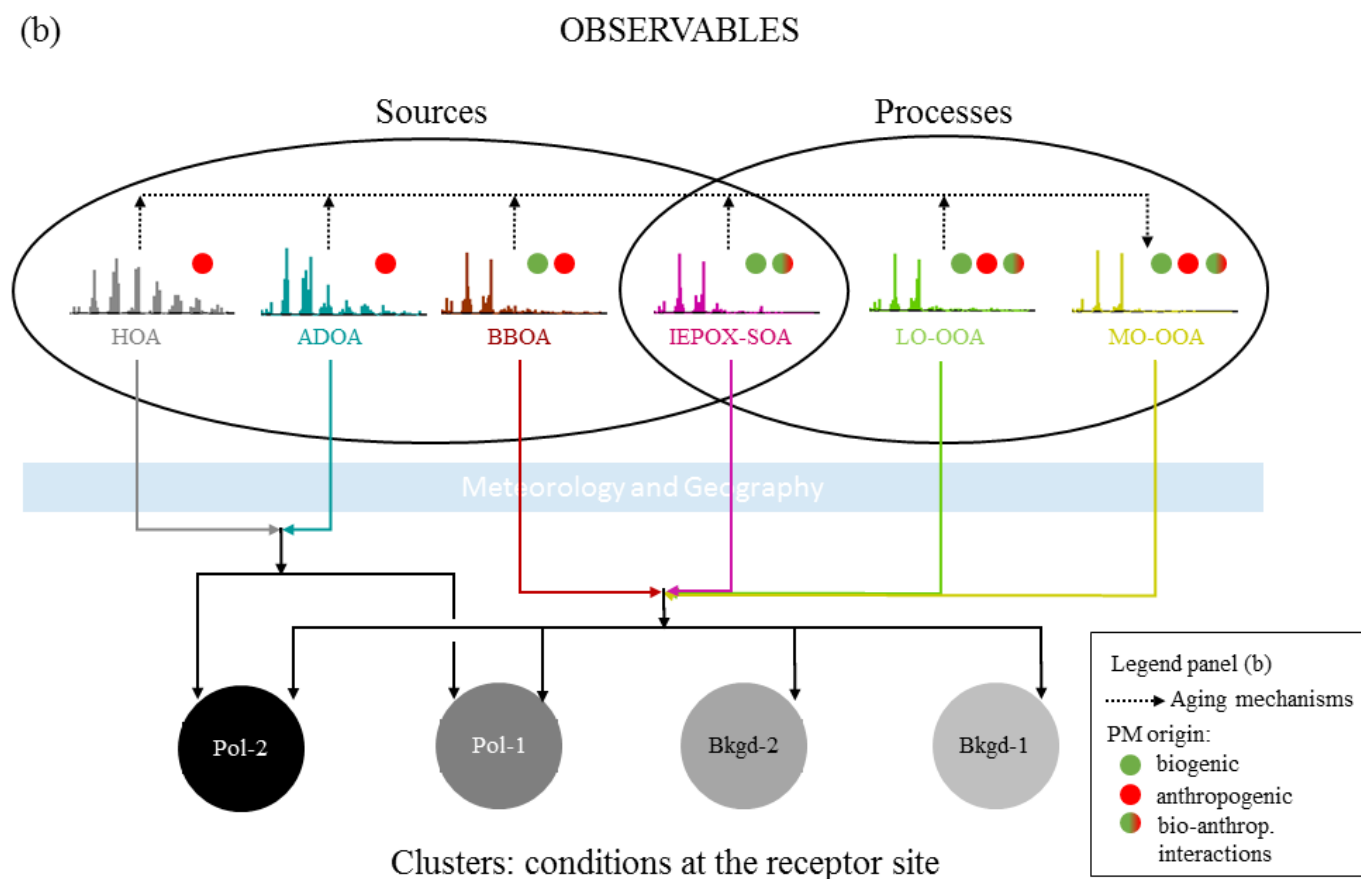 (b)
OBSERVABLES
Sources
Processes
HOA
ADOA
BBOA
IEPOX-SOA
LO-OOA
MO-OOA
Meteorology and Geography
Pol-2
Pol-1
Bkgd-2
Bkgd-1
Legend panel (b)
Aging mechanisms
PM origin:
biogenic
anthropogenic
bio-anthrop.
interactions
Clusters: conditions at the receptor site